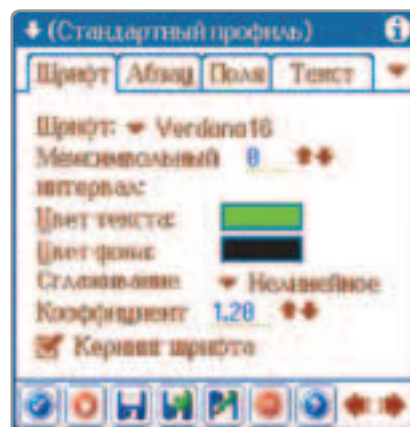 (Стандартный профиль)
Шрифт Абзац Поля Текст
Шрифт: Verdana16
Межсимвольный 0
интервал:
Цвет текста:
Цвет фона:
Сглаживание Нелинейное
Коэффициент 1.20
Кернинг шрифта